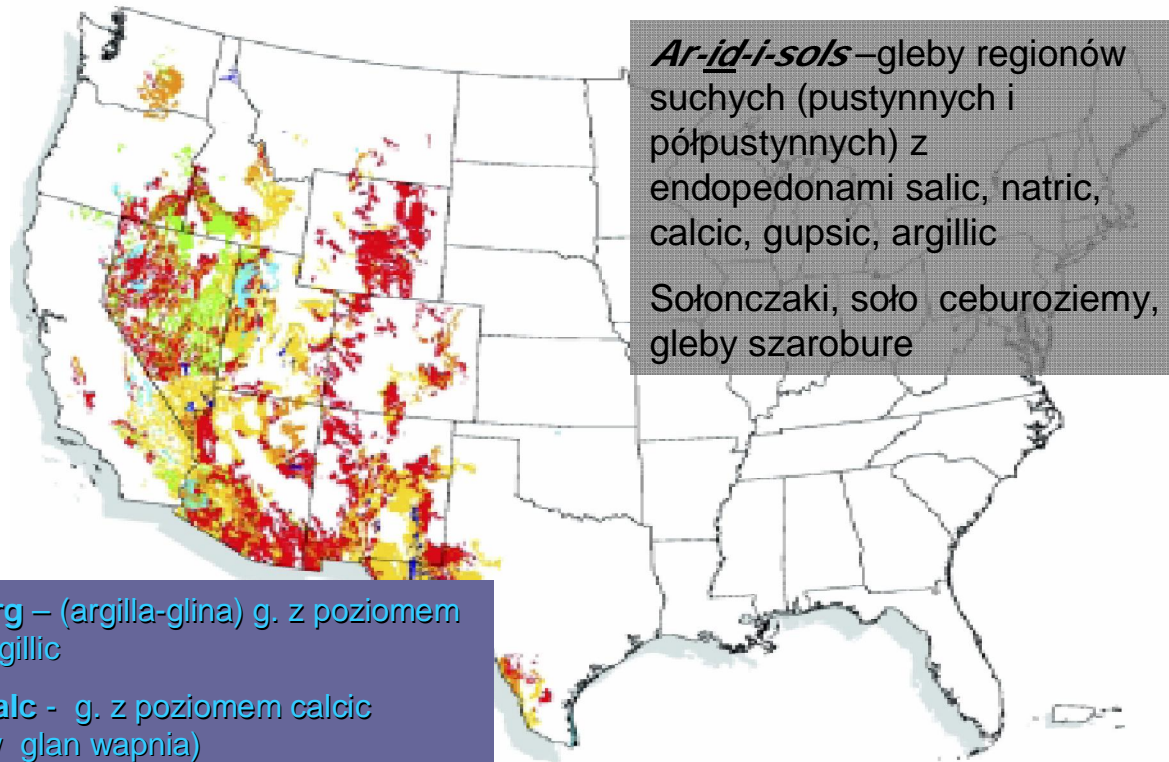 Ar-id-i-sols –gleby regionów
suchych (pustynnych i
półpustynnych) z
endopedonami salic, natric,
calcic, gupsic, argillic
Sołonczaki, soło ceburoziemy,
gleby szarobure
rg – (argilla-glina) g. z poziomem
gillic
alc - g. z poziomem calcic
glan wapnia)